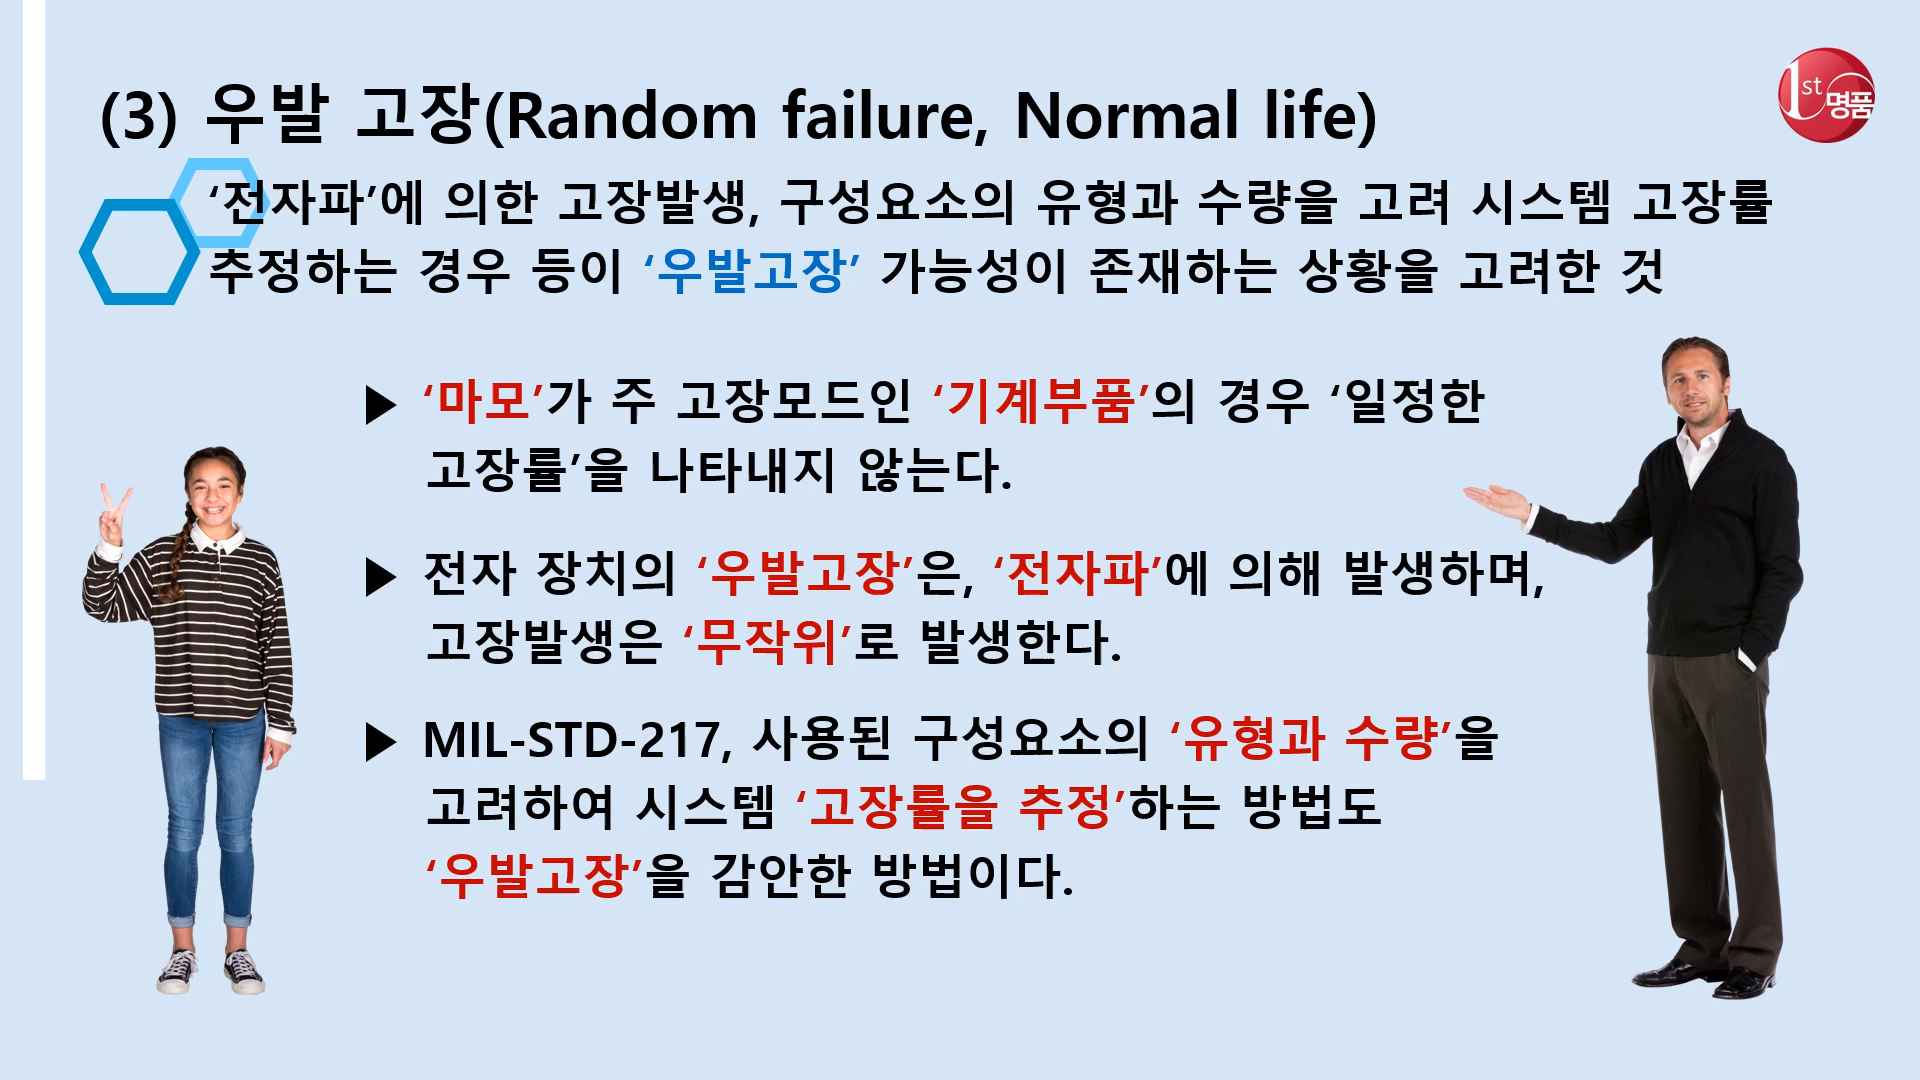 (3) 우발 고장(Random failure, Normal life)
1st 명품
‘전자파’에 의한 고장발생, 구성요소의 유형과 수량을 고려 시스템 고장률
추정하는 경우 등이 ‘우발고장’ 가능성이 존재하는 상황을 고려한 것
▶ ‘마모’가 주 고장모드인 ‘기계부품’의 경우 ‘일정한
고장률’을 나타내지 않는다.
▶ 전자 장치의 ‘우발고장’은, ‘전자파’에 의해 발생하며,
고장발생은 ‘무작위’로 발생한다.
▶ MIL-STD-217, 사용된 구성요소의 ‘유형과 수량’을
고려하여 시스템 ‘고장률을 추정’하는 방법도
‘우발고장’을 감안한 방법이다.